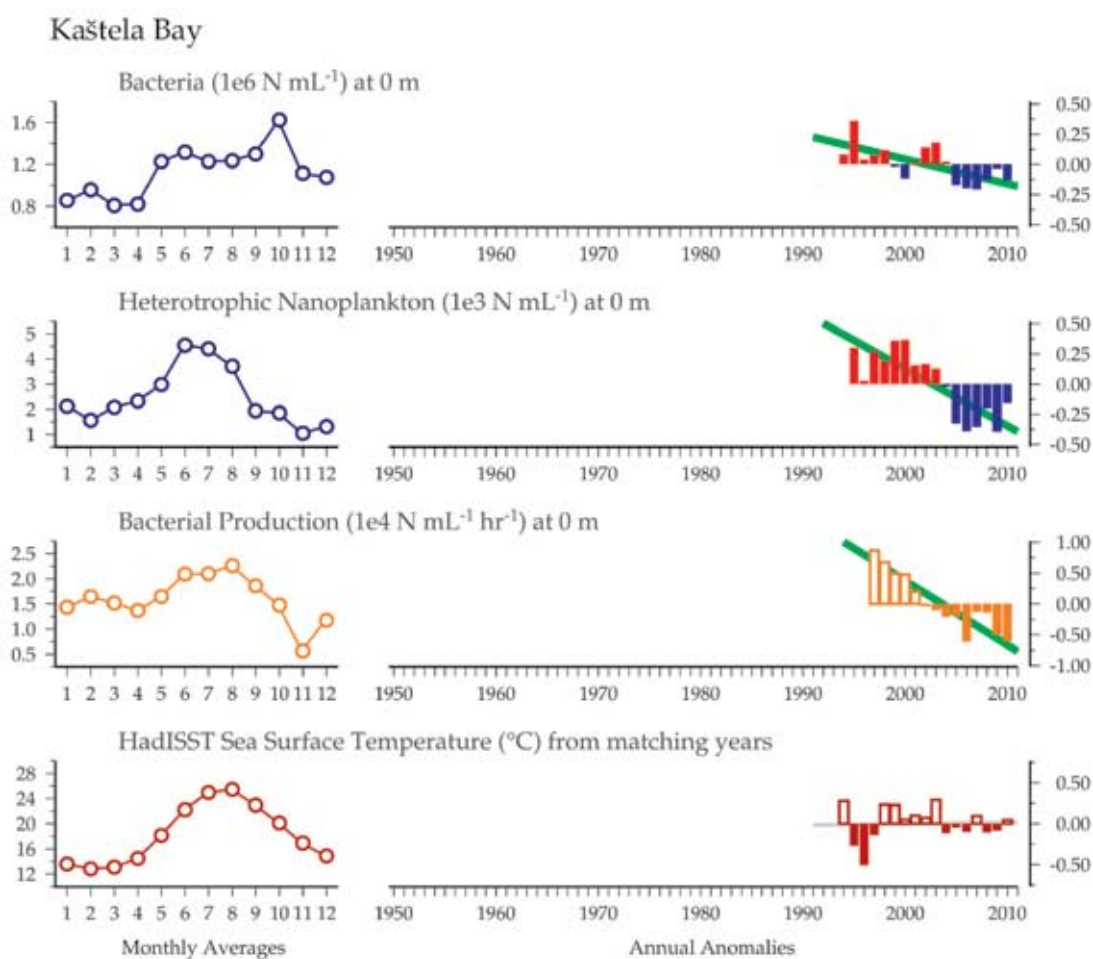 Kaštela Bay
Bacteria (1e6 N mL⁻¹) at 0 m
1.6
1.2
0.8
0.50
0.25
0.00
-0.25
-0.50
1 2 3 4 5 6 7 8 9 10 11 12
1950 1960 1970 1980 1990 2000 2010
Heterotrophic Nanoplankton (1e3 N mL⁻¹) at 0 m
5
4
3
2
1
0.50
0.25
0.00
-0.25
-0.50
1 2 3 4 5 6 7 8 9 10 11 12
1950 1960 1970 1980 1990 2000 2010
Bacterial Production (1e4 N mL⁻¹ hr⁻¹) at 0 m
2.5
2.0
1.5
1.0
0.5
1.00
0.50
0.00
-0.50
-1.00
1 2 3 4 5 6 7 8 9 10 11 12
1950 1960 1970 1980 1990 2000 2010
HadISST Sea Surface Temperature (°C) from matching years
28
24
20
16
12
0.50
0.00
-0.50
1 2 3 4 5 6 7 8 9 10 11 12
1950 1960 1970 1980 1990 2000 2010
Monthly Averages Annual Anomalies